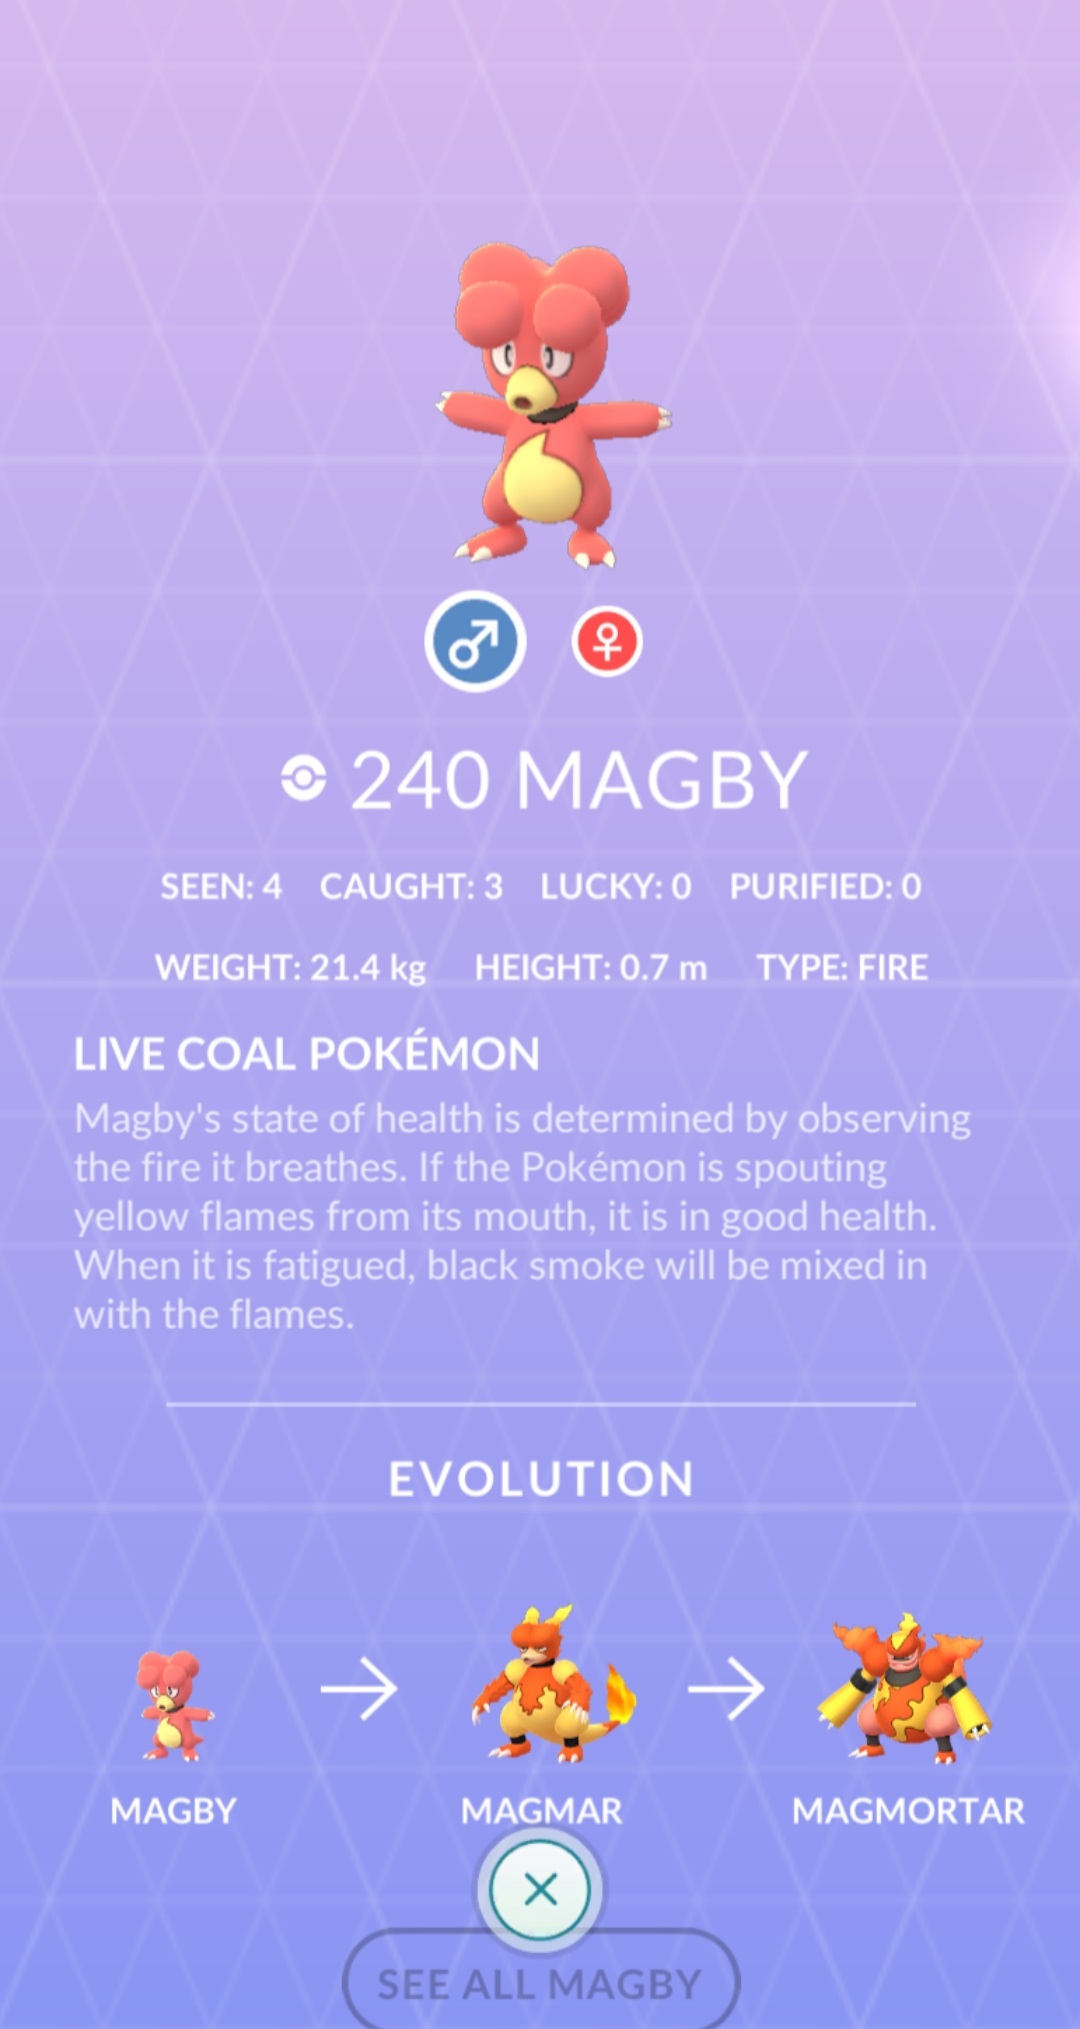 240 MAGBY
SEEN: 4 CAUGHT: 3 LUCKY: 0 PURIFIED: 0
WEIGHT: 21.4 kg HEIGHT: 0.7 m TYPE: FIRE
LIVE COAL POKÉMON
Magby's state of health is determined by observing
the fire it breathes. If the Pokémon is spouting
yellow flames from its mouth, it is in good health.
When it is fatigued, black smoke will be mixed in
with the flames.
EVOLUTION
MAGBY MAGMAR MAGMORTAR
SEE ALL MAGBY